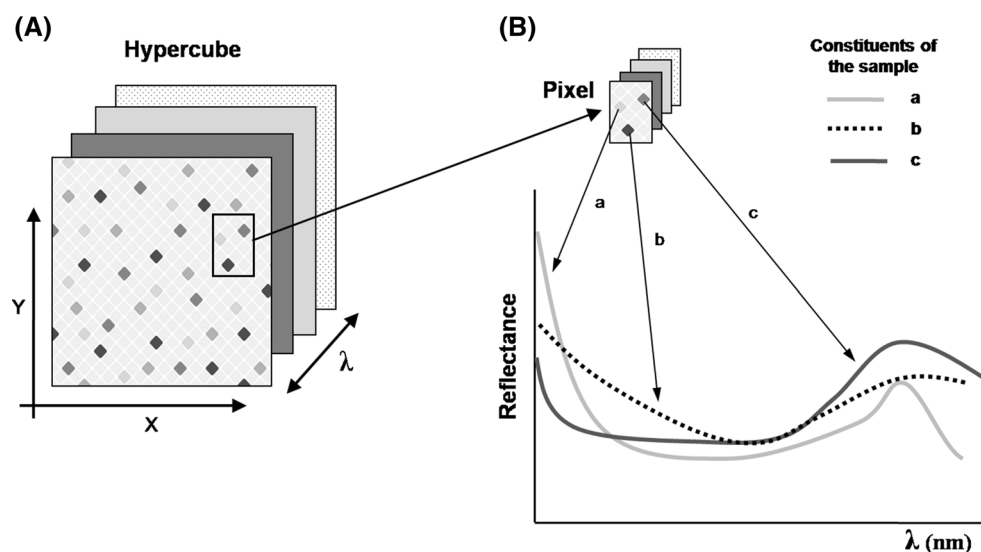 (A)
Hypercube
Y
X
λ
(B)
Pixel
Constituents of
the sample
a
b
c
a
b
c
Reflectance
λ (nm)